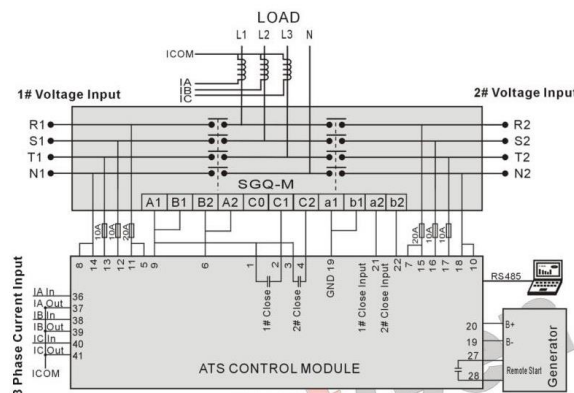 LOAD
L1 L2 L3 N
ICOM
IA
IB
IC
1# Voltage Input
2# Voltage Input
R1 R2
S1 S2
T1 T2
N1 N2
SGQ-M
A1 B1 B2 A2 C0 C1 C2 a1 b1 a2 b2
10A 10A 20A
20A 10A 10A
8 14 13 12 11 5 9 6 1 2 3 4 GND 19 21 22 7 15 16 17 18 10
1# Close
2# Close
1# Close Input
2# Close Input
RS485
3 Phase Current Input
IA In 36
IA Out 37
IB In 38
IB Out 39
IC In 40
IC Out 41
ICOM
ATS CONTROL MODULE
20 B+
19 B-
27
Remote Start
28
Generator